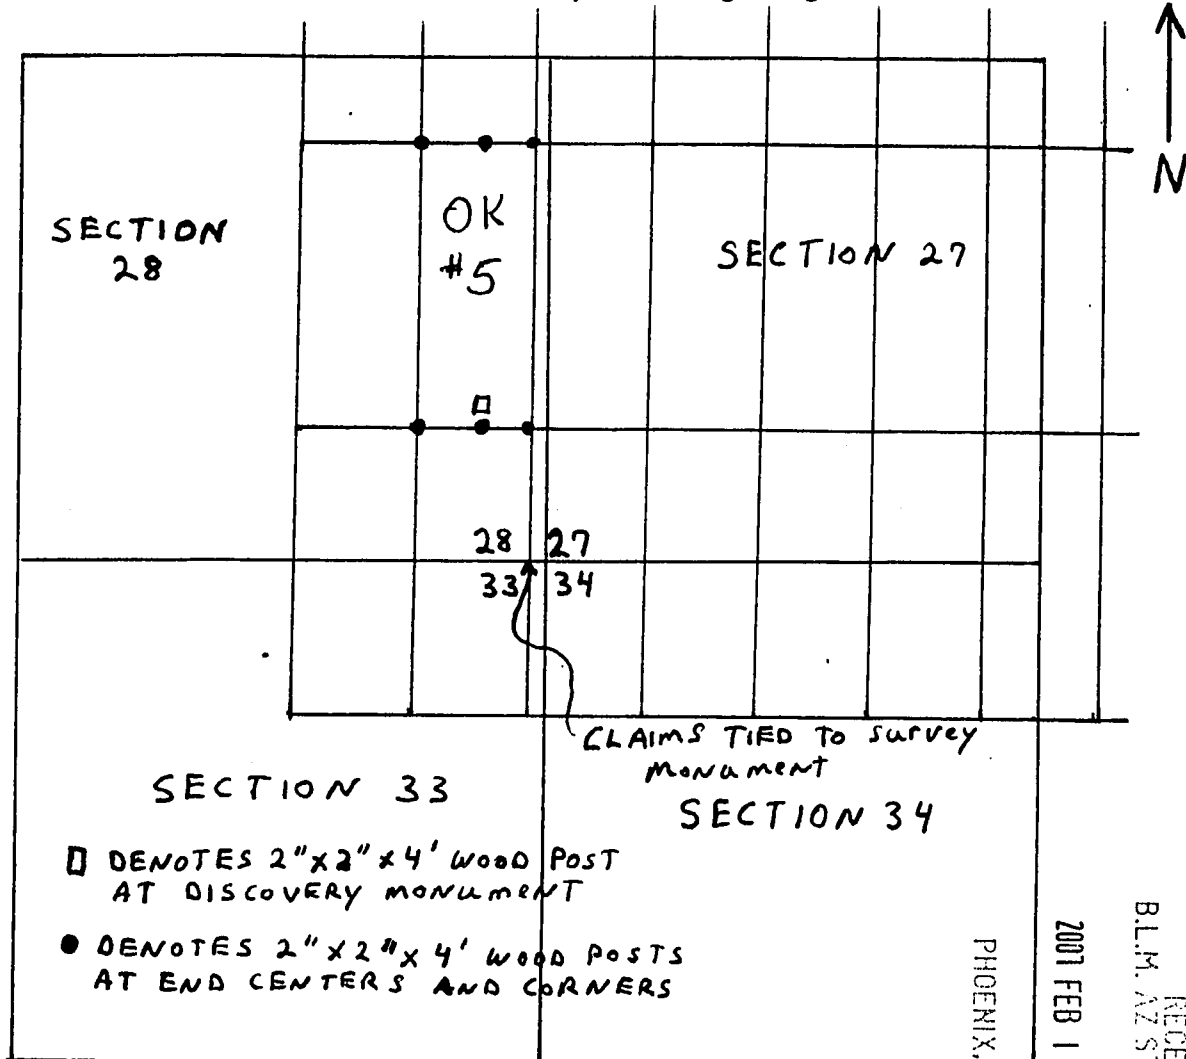 N
SECTION
28
OK
#5
SECTION 27
28 27
33 34
CLAIMS TIED TO SURVEY
MONUMENT
SECTION 33
SECTION 34
DENOTES 2"x2"x4' WOOD POST
AT DISCOVERY MONUMENT
DENOTES 2"x2"x4' WOOD POSTS
AT END CENTERS AND CORNERS
B.L.M. AZ
2007 FEB 1
PHOENIX,